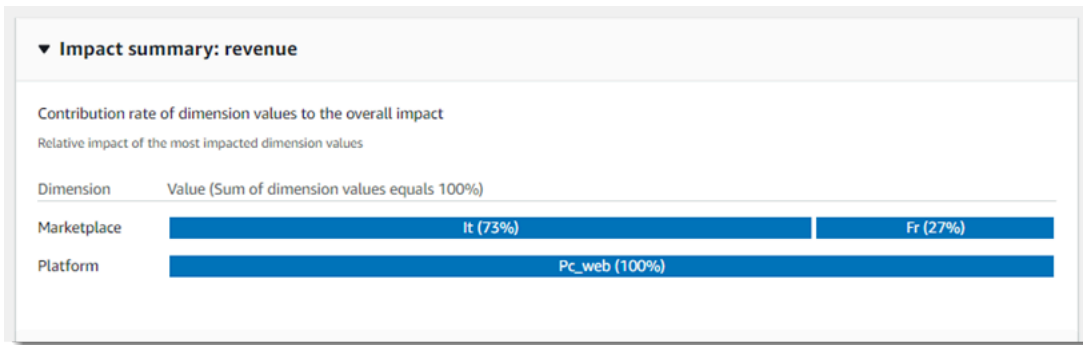 ▼ Impact summary: revenue
Contribution rate of dimension values to the overall impact
Relative impact of the most impacted dimension values
Dimension Value (Sum of dimension values equals 100%)
Marketplace It (73%) Fr (27%)
Platform Pc_web (100%)